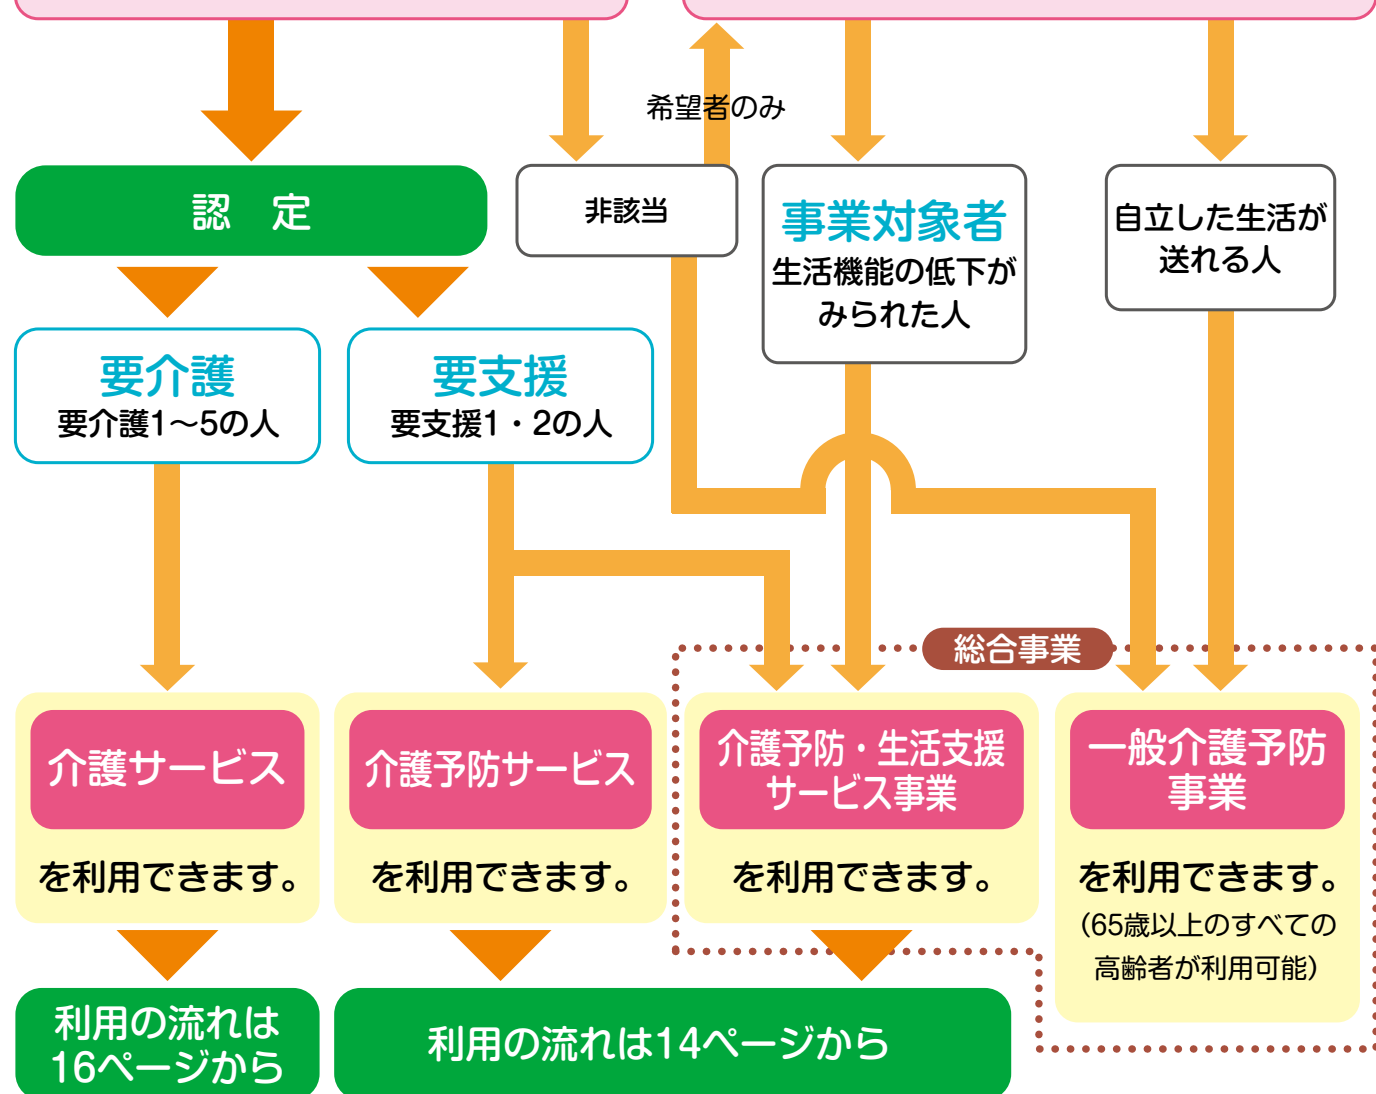 希望者のみ
認　定
非該当
事業対象者
生活機能の低下が
みられた人
自立した生活が
送れる人
要介護
要介護1〜5の人
要支援
要支援1・2の人
総合事業
介護サービス
を利用できます。
介護予防サービス
を利用できます。
介護予防・生活支援
サービス事業
を利用できます。
一般介護予防
事業
を利用できます。
（65歳以上のすべての
高齢者が利用可能）
利用の流れは
16ページから
利用の流れは14ページから